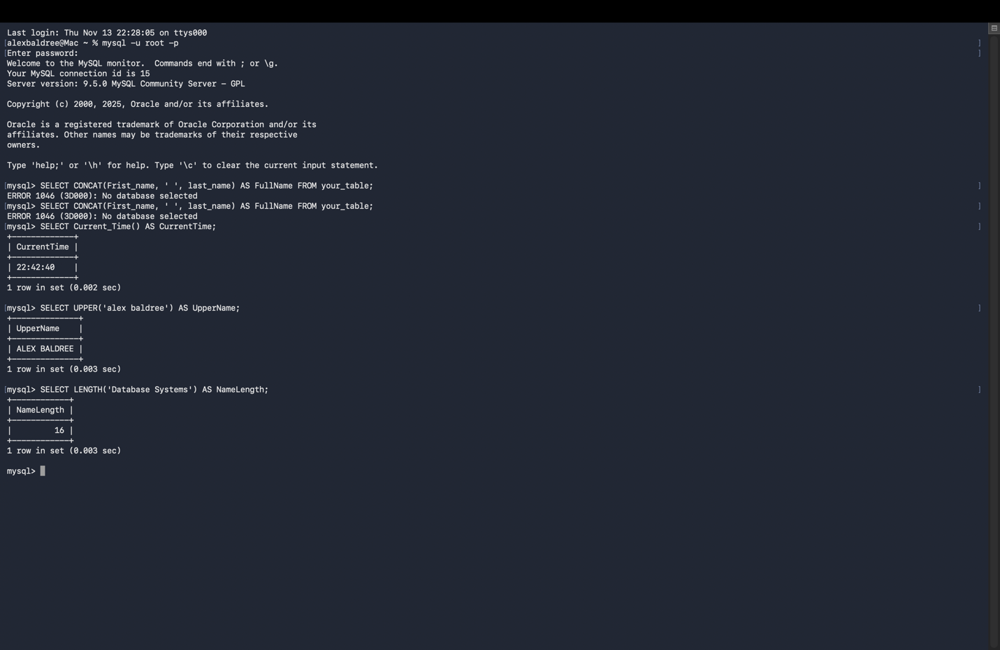 Last login: Thu Nov 13 22:28:05 on ttys000
[alexbaldree@Mac ~ % mysql -u root -p ]
[Enter password: ]
Welcome to the MySQL monitor.  Commands end with ; or \g.
Your MySQL connection id is 15
Server version: 9.5.0 MySQL Community Server - GPL

Copyright (c) 2000, 2025, Oracle and/or its affiliates.

Oracle is a registered trademark of Oracle Corporation and/or its
affiliates. Other names may be trademarks of their respective
owners.

Type 'help;' or '\h' for help. Type '\c' to clear the current input statement.

[mysql> SELECT CONCAT(Frist_name, ' ', last_name) AS FullName FROM your_table; ]
ERROR 1046 (3D000): No database selected
[mysql> SELECT CONCAT(First_name, ' ', last_name) AS FullName FROM your_table; ]
ERROR 1046 (3D000): No database selected
[mysql> SELECT Current_Time() AS CurrentTime; ]
+-------------+
| CurrentTime |
+-------------+
| 22:42:40    |
+-------------+
1 row in set (0.002 sec)

[mysql> SELECT UPPER('alex baldree') AS UpperName; ]
+--------------+
| UpperName    |
+--------------+
| ALEX BALDREE |
+--------------+
1 row in set (0.003 sec)

[mysql> SELECT LENGTH('Database Systems') AS NameLength; ]
+------------+
| NameLength |
+------------+
|         16 |
+------------+
1 row in set (0.003 sec)

mysql>